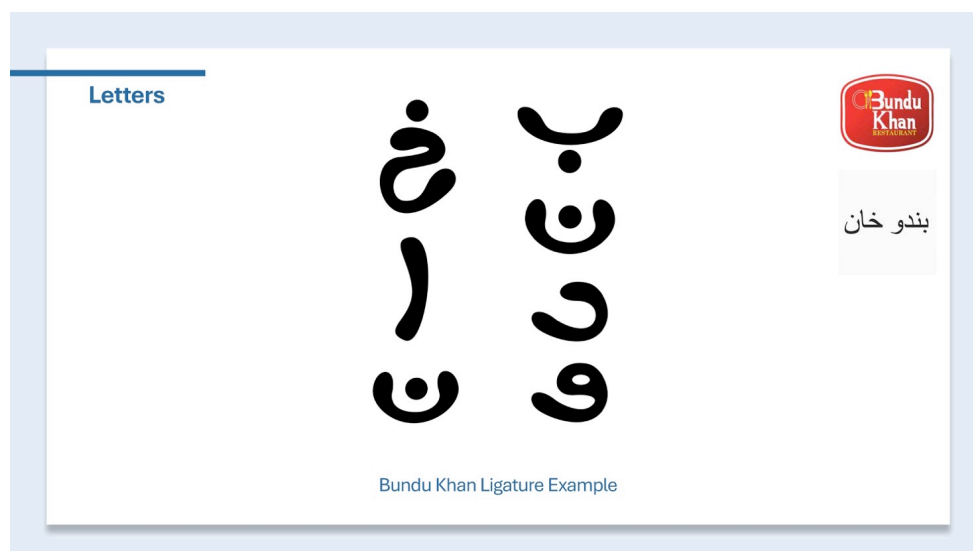 Letters
ب
ن
د
و
خ
ا
ن
Bundu
Khan
RESTAURANT
بندو خان
Bundu Khan Ligature Example